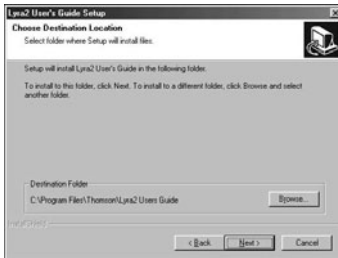 Lyra2 User's Guide Setup
Choose Destination Location
Select folder where Setup will install files.
Setup will install Lyra2 User's Guide in the following folder.
To install to this folder, click Next. To install to a different folder, click Browse and select
another folder.
Destination Folder
C:\Program Files\Thomson\Lyra2 Users Guide
Browse...
InstallShield
< Back
Next >
Cancel